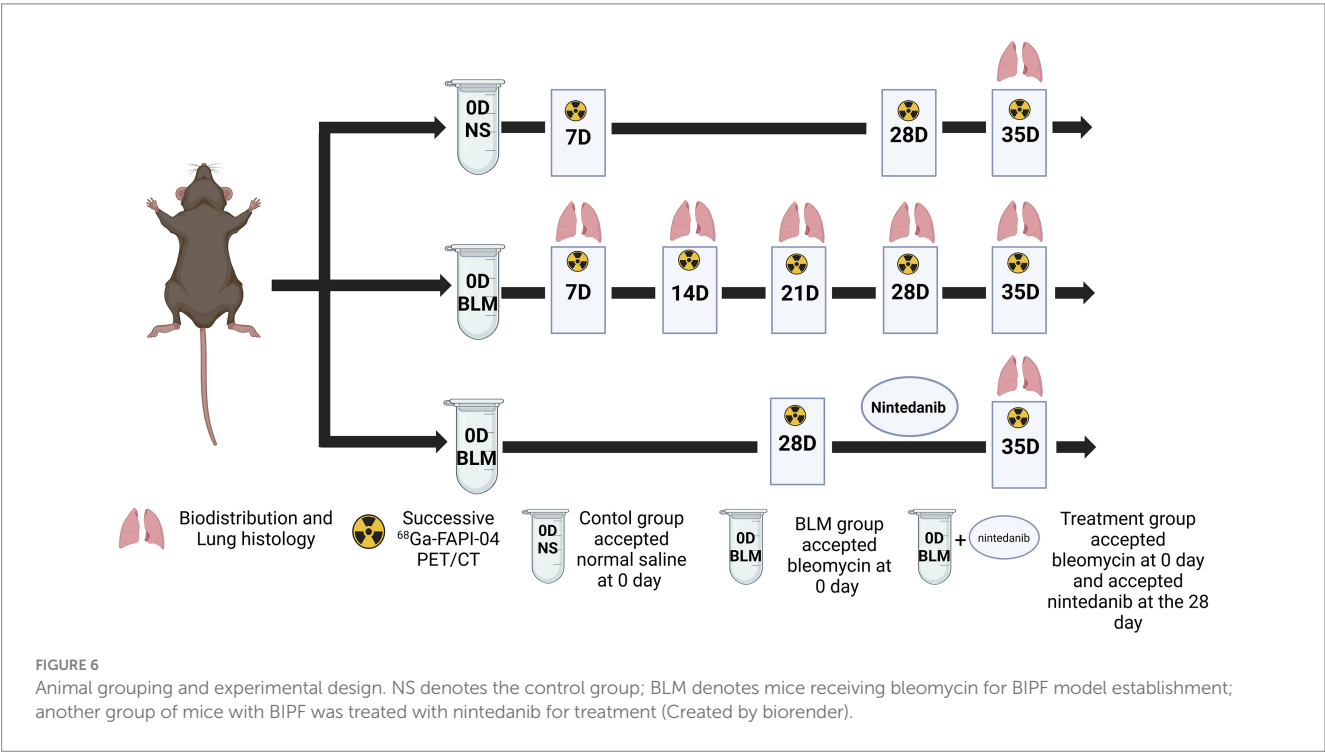 0D
NS
7D
28D
35D
0D
BLM
7D
14D
21D
28D
35D
0D
BLM
28D
Nintedanib
35D
Biodistribution and
Lung histology
Successive
⁶⁸Ga-FAPI-04
PET/CT
0D
NS
Contol group
accepted
normal saline
at 0 day
0D
BLM
BLM group
accepted
bleomycin at
0 day
0D
BLM
+
nintedanib
Treatment group
accepted
bleomycin at 0 day
and accepted
nintedanib at the 28
day
FIGURE 6
Animal grouping and experimental design. NS denotes the control group; BLM denotes mice receiving bleomycin for BIPF model establishment;
another group of mice with BIPF was treated with nintedanib for treatment (Created by biorender).